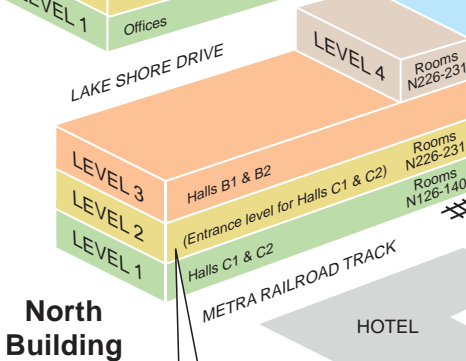 LEVEL 1
Offices
LAKE SHORE DRIVE
LEVEL 4
Rooms
N226-231
LEVEL 3
Halls B1 & B2
LEVEL 2
(Entrance level for Halls C1 & C2)
Rooms
N226-231
LEVEL 1
Halls C1 & C2
Rooms
N126-140
METRA RAILROAD TRACK
North
Building
HOTEL